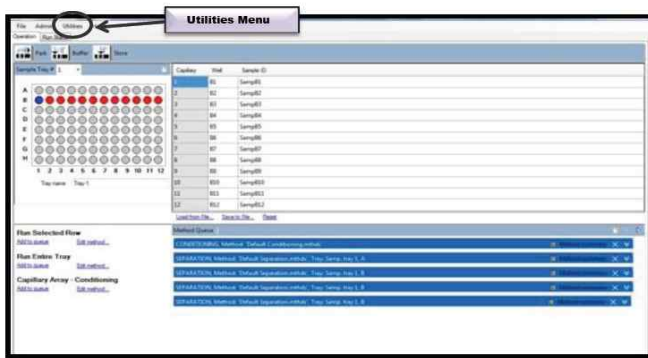 Utilities Menu
File Admin Utilities
Operation Run Status
Park Buffer Store
Sample Tray # 1
Capillary Well Sample ID
1 B1 SampB1
2 B2 SampB2
3 B3 SampB3
4 B4 SampB4
5 B5 SampB5
6 B6 SampB6
7 B7 SampB7
8 B8 SampB8
9 B9 SampB9
10 B10 SampB10
11 B11 SampB11
12 B12 SampB12
A
B
C
D
E
F
G
H
1 2 3 4 5 6 7 8 9 10 11 12
Tray name Tray-1
Load from File... Save to File... Reset
Run Selected Row
Add to queue Edit method...
Run Entire Tray
Add to queue Edit method...
Capillary Array - Conditioning
Add to queue Edit method...
Method Queue
CONDITIONING, Method 'Default Conditioning.mthdc'
SEPARATION, Method 'Default Separation.mthds', Tray: Samp. tray 1, A
SEPARATION, Method 'Default Separation.mthds', Tray: Samp. tray 1, B
SEPARATION, Method 'Default Separation.mthds', Tray: Samp. tray 1, B
SEPARATION, Method 'Default Separation.mthds', Tray: Samp. tray 1, B